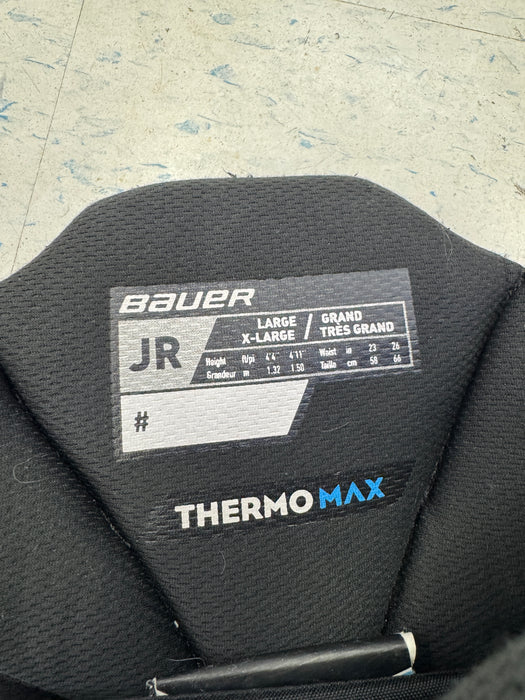 BAUER
JR LARGE / GRAND
X-LARGE / TRÈS GRAND
Height ft/pi 4'4" 4'11" Waist in 23 26
Grandeur m 1.32 1.50 Taille cm 58 66
#
THERMO MAX